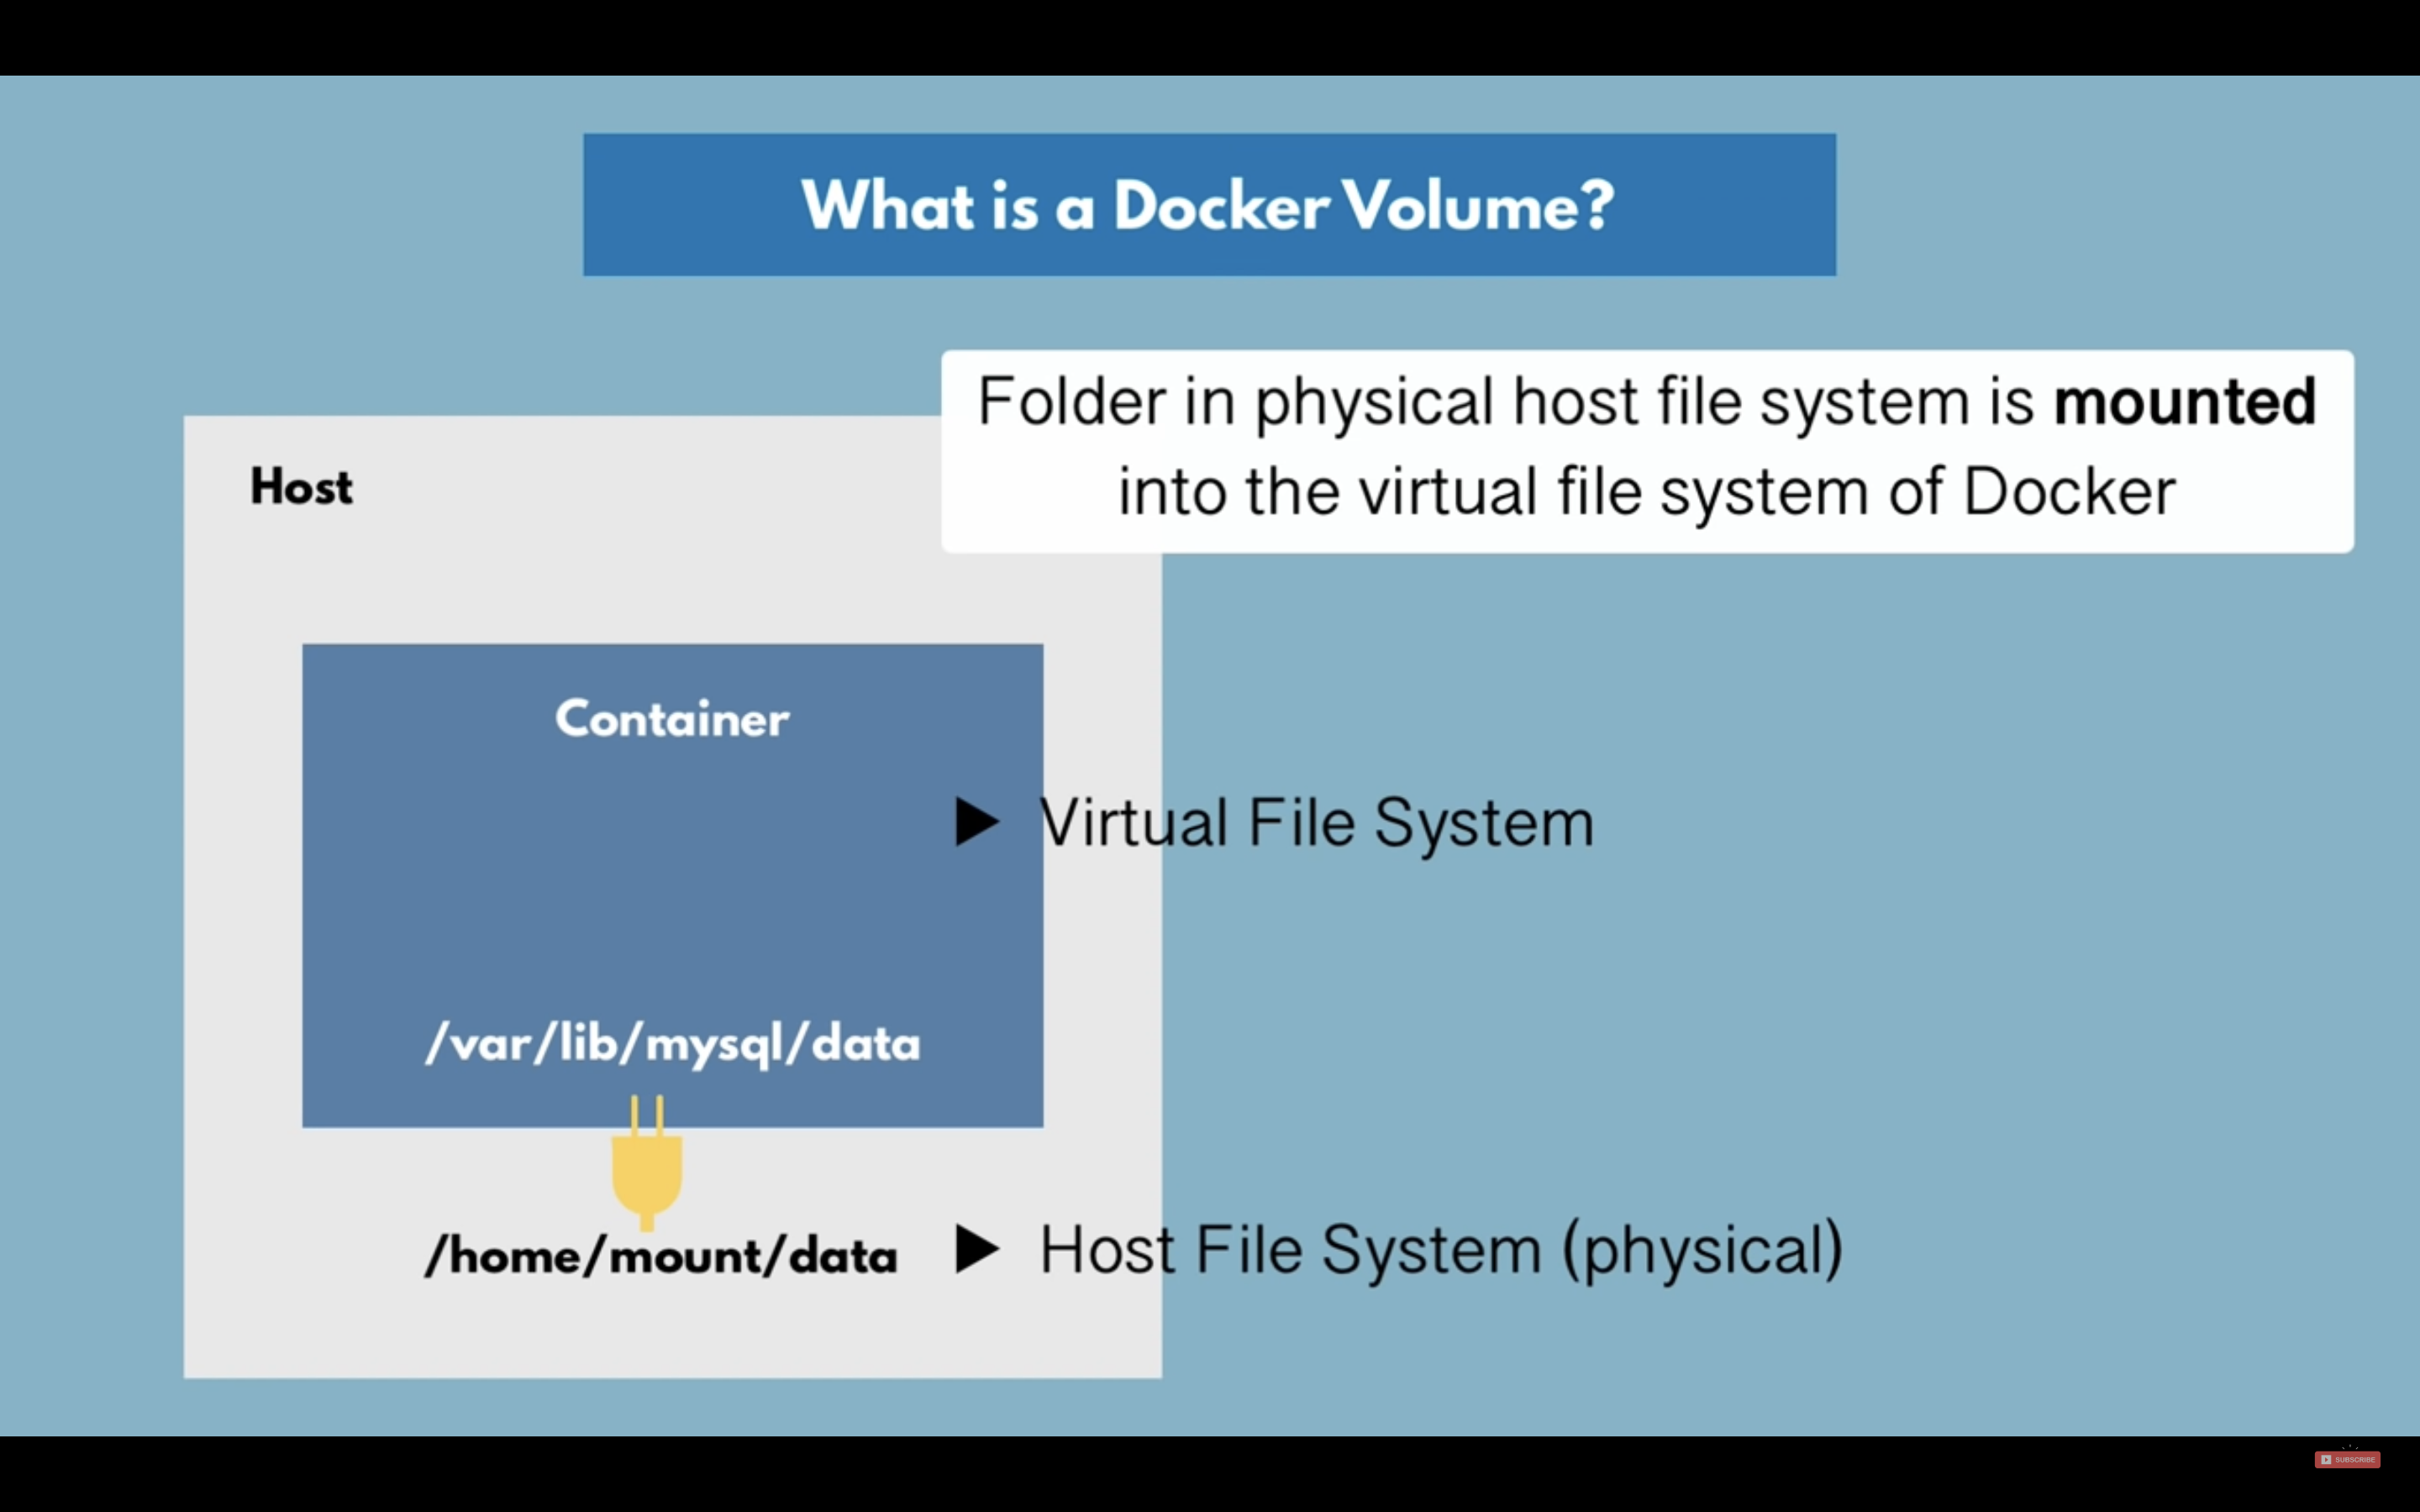 What is a Docker Volume?
Folder in physical host file system is mounted
into the virtual file system of Docker
Host
Container
Virtual File System
/var/lib/mysql/data
/home/mount/data
Host File System (physical)
SUBSCRIBE